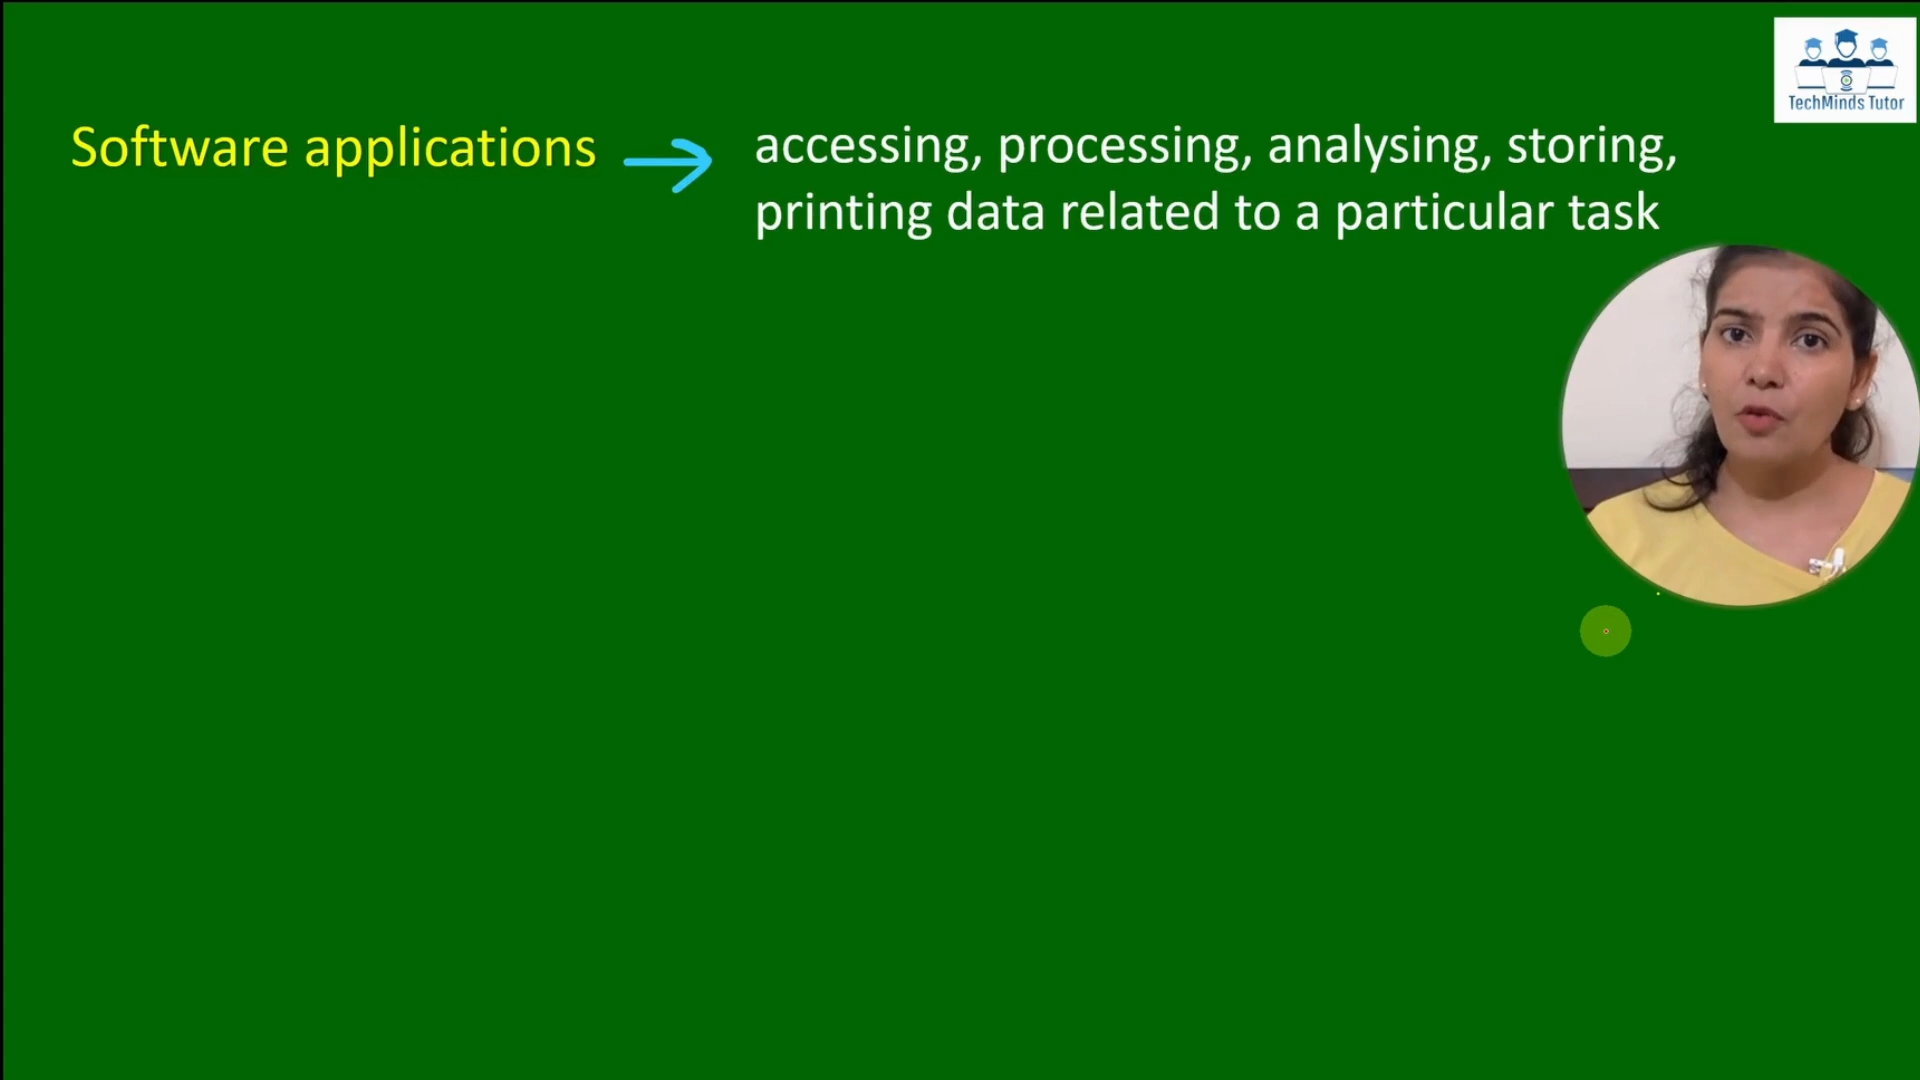 TechMinds Tutor
Software applications
accessing, processing, analysing, storing,
printing data related to a particular task